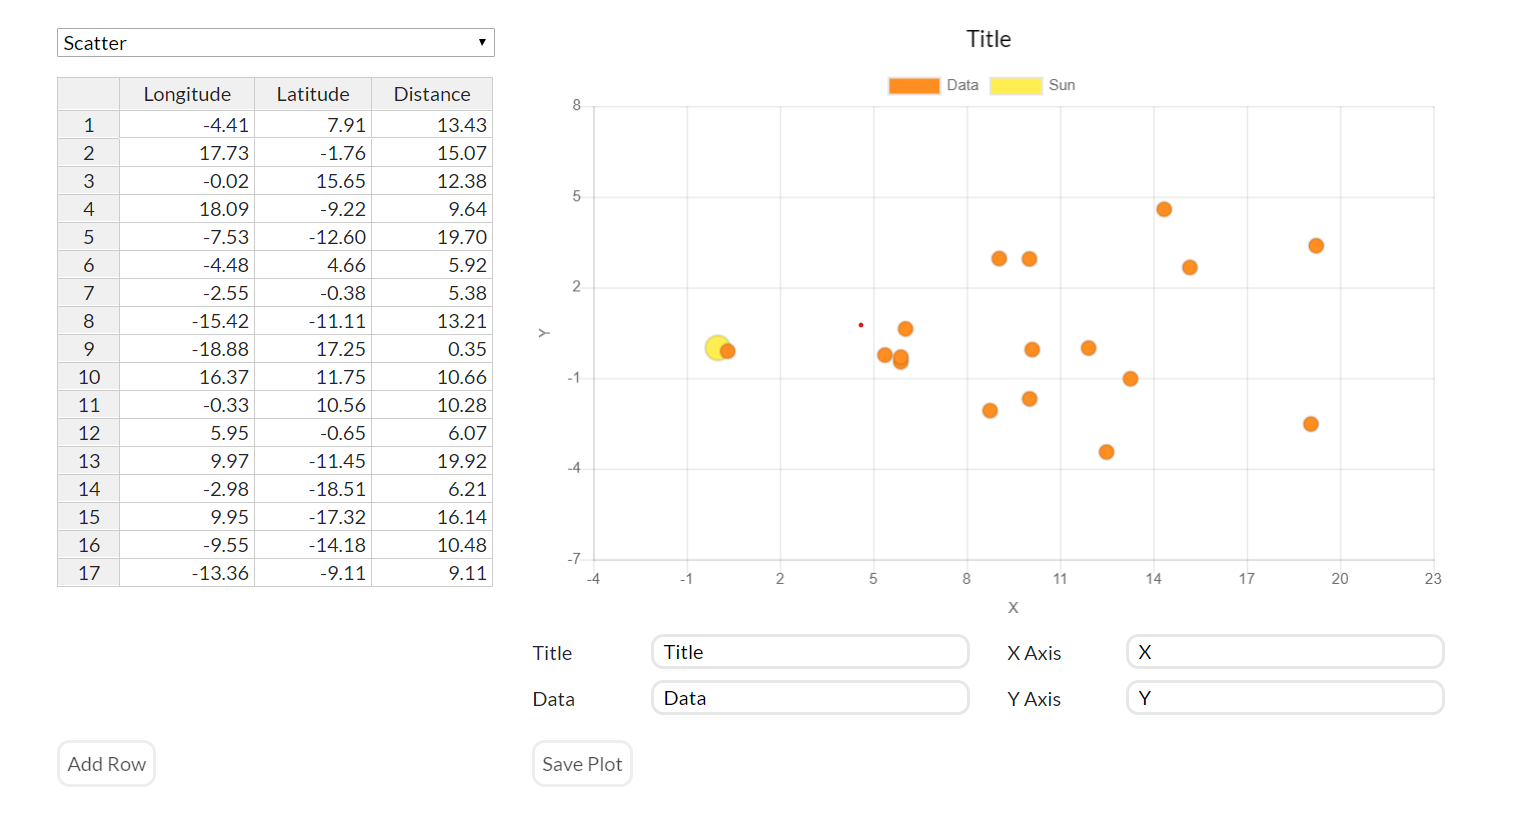 Scatter
Longitude Latitude Distance
1 -4.41 7.91 13.43
2 17.73 -1.76 15.07
3 -0.02 15.65 12.38
4 18.09 -9.22 9.64
5 -7.53 -12.60 19.70
6 -4.48 4.66 5.92
7 -2.55 -0.38 5.38
8 -15.42 -11.11 13.21
9 -18.88 17.25 0.35
10 16.37 11.75 10.66
11 -0.33 10.56 10.28
12 5.95 -0.65 6.07
13 9.97 -11.45 19.92
14 -2.98 -18.51 6.21
15 9.95 -17.32 16.14
16 -9.55 -14.18 10.48
17 -13.36 -9.11 9.11
Add Row
Title
Data Sun
8
5
2
-1
-4
-7
Y
-4 -1 2 5 8 11 14 17 20 23
X
Title Title X Axis X
Data Data Y Axis Y
Save Plot